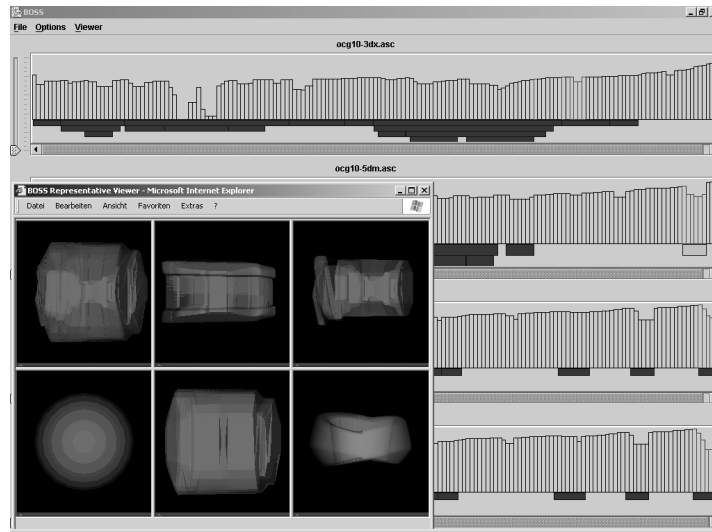 BOSS
File Options Viewer
ocg10-3dx.asc
ocg10-5dm.asc
BOSS Representative Viewer - Microsoft Internet Explorer
Datei Bearbeiten Ansicht Favoriten Extras ?